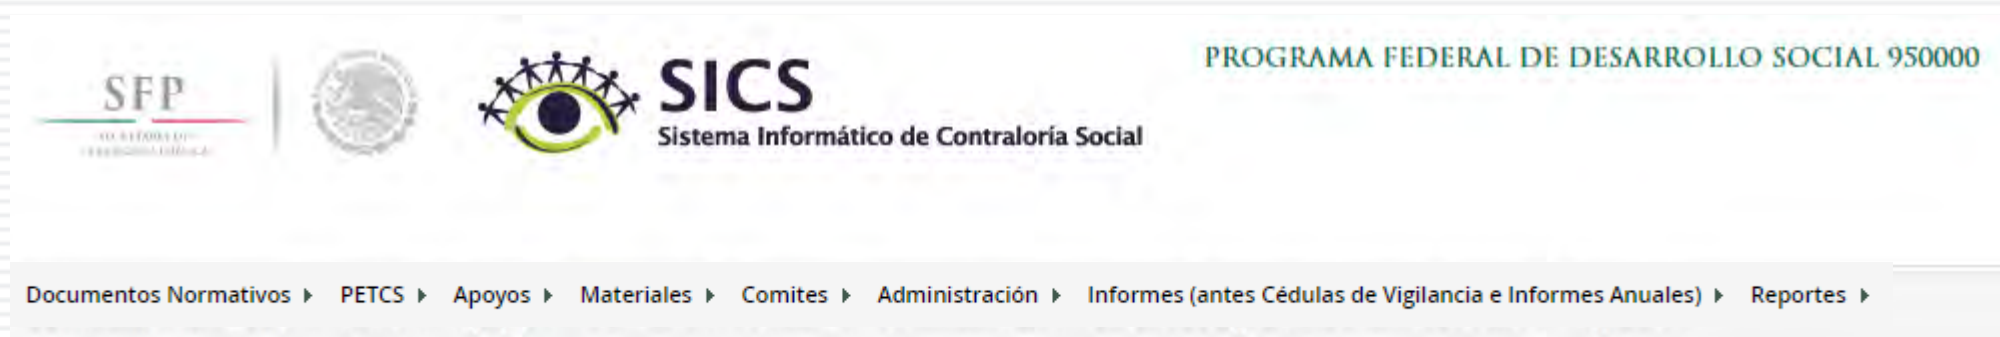 PROGRAMA FEDERAL DE DESARROLLO SOCIAL 950000
SFP
SICS
Sistema Informático de Contraloría Social
Documentos Normativos PETCS Apoyos Materiales Comites Administración Informes (antes Cédulas de Vigilancia e Informes Anuales) Reportes